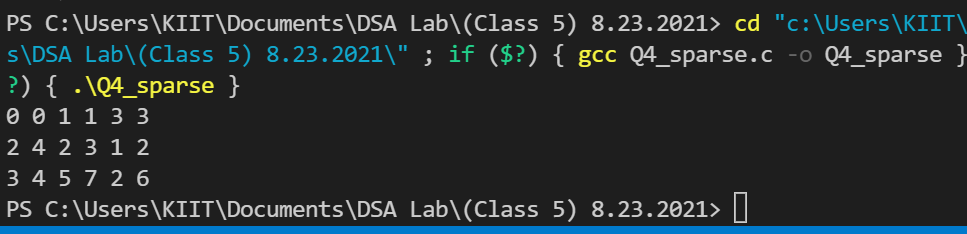 PS C:\Users\KIIT\Documents\DSA Lab\(Class 5) 8.23.2021> cd "c:\Users\KIIT\
s\DSA Lab\(Class 5) 8.23.2021\" ; if ($?) { gcc Q4_sparse.c -o Q4_sparse }
?) { .\Q4_sparse }
0 0 1 1 3 3
2 4 2 3 1 2
3 4 5 7 2 6
PS C:\Users\KIIT\Documents\DSA Lab\(Class 5) 8.23.2021>